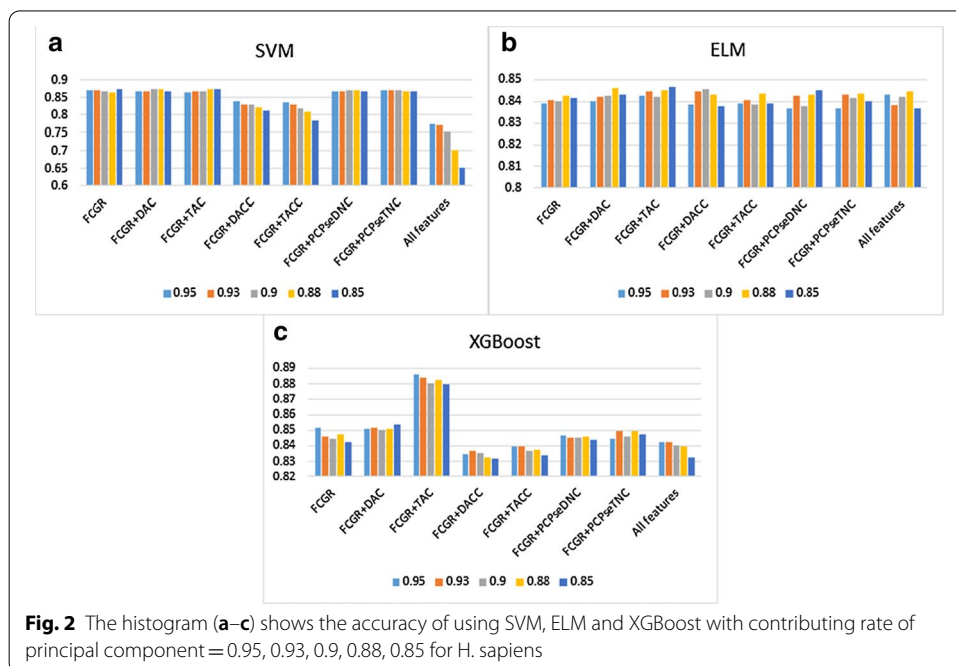 a
SVM
0.9
0.85
0.8
0.75
0.7
0.65
0.6
FCGR
FCGR+DAC
FCGR+TAC
FCGR+DACC
FCGR+TACC
FCGR+PCPseDNC
FCGR+PCPseTNC
All features
0.95 0.93 0.9 0.88 0.85
b
ELM
0.85
0.84
0.83
0.82
0.81
0.8
FCGR
FCGR+DAC
FCGR+TAC
FCGR+DACC
FCGR+TACC
FCGR+PCPseDNC
FCGR+PCPseTNC
All features
0.95 0.93 0.9 0.88 0.85
c
XGBoost
0.89
0.88
0.87
0.86
0.85
0.84
0.83
0.82
FCGR
FCGR+DAC
FCGR+TAC
FCGR+DACC
FCGR+TACC
FCGR+PCPseDNC
FCGR+PCPseTNC
All features
0.95 0.93 0.9 0.88 0.85
Fig. 2 The histogram (a–c) shows the accuracy of using SVM, ELM and XGBoost with contributing rate of
principal component = 0.95, 0.93, 0.9, 0.88, 0.85 for H. sapiens